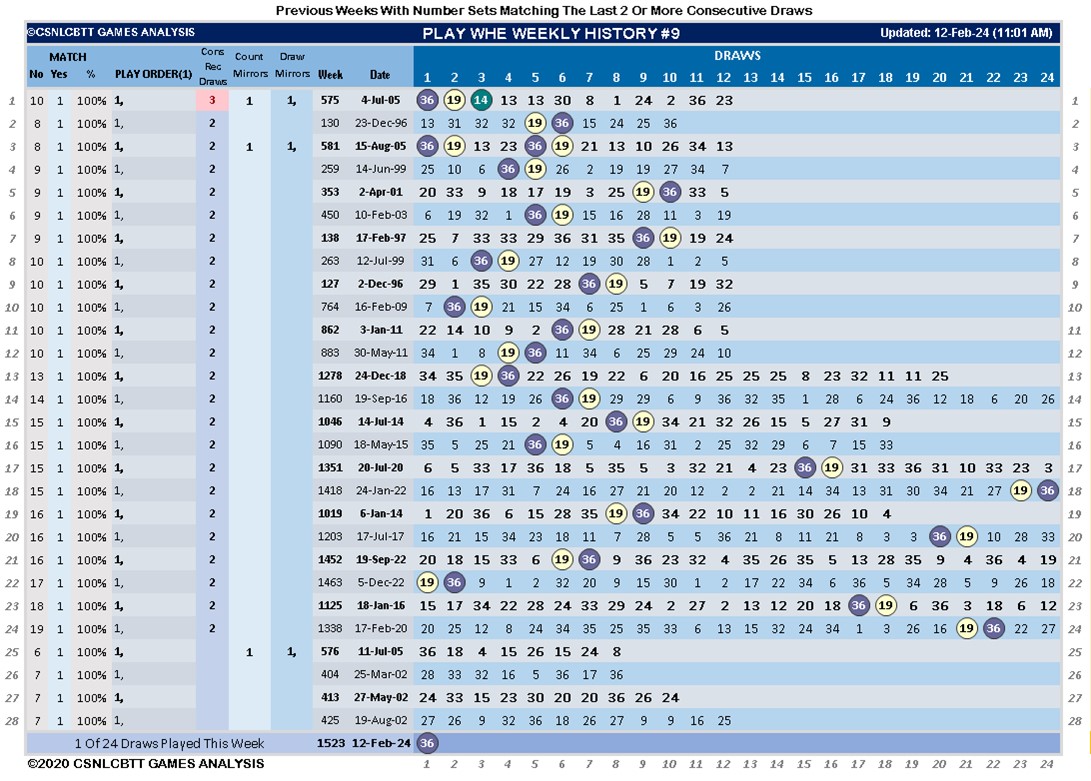 Previous Weeks With Number Sets Matching The Last 2 Or More Consecutive Draws
©CSNLCBTT GAMES ANALYSIS PLAY WHE WEEKLY HISTORY #9 Updated: 12-Feb-24 (11:01 AM)
MATCH Cons Rec Draws Count Mirrors Draw Mirrors DRAWS
No Yes % PLAY ORDER(1) Week Date 1 2 3 4 5 6 7 8 9 10 11 12 13 14 15 16 17 18 19 20 21 22 23 24
1 10 1 100% 1, 3 1 1, 575 4-Jul-05 36 19 14 13 13 30 8 1 24 2 36 23 1
2 8 1 100% 1, 2 130 23-Dec-96 13 31 32 32 19 36 15 24 25 36 2
3 8 1 100% 1, 2 1 1, 581 15-Aug-05 36 19 13 23 36 19 21 13 10 26 34 13 3
4 9 1 100% 1, 2 259 14-Jun-99 25 10 6 36 19 26 2 19 19 27 34 7 4
5 9 1 100% 1, 2 353 2-Apr-01 20 33 9 18 17 19 3 25 19 36 33 5 5
6 9 1 100% 1, 2 450 10-Feb-03 6 19 32 1 36 19 15 16 28 11 3 19 6
7 9 1 100% 1, 2 138 17-Feb-97 25 7 33 33 29 36 31 35 36 19 19 24 7
8 10 1 100% 1, 2 263 12-Jul-99 31 6 36 19 27 12 19 30 28 1 2 5 8
9 10 1 100% 1, 2 127 2-Dec-96 29 1 35 30 22 28 36 19 5 7 19 32 9
10 10 1 100% 1, 2 764 16-Feb-09 7 36 19 21 15 34 6 25 1 6 3 26 10
11 10 1 100% 1, 2 862 3-Jan-11 22 14 10 9 2 36 19 28 21 28 6 5 11
12 10 1 100% 1, 2 883 30-May-11 34 1 8 19 36 11 34 6 25 29 24 10 12
13 13 1 100% 1, 2 1278 24-Dec-18 34 35 19 36 22 26 19 22 6 20 16 25 25 25 8 23 32 11 11 25 13
14 14 1 100% 1, 2 1160 19-Sep-16 18 36 12 19 26 36 19 29 29 6 9 36 32 35 1 28 6 24 36 12 18 6 20 26 14
15 15 1 100% 1, 2 1046 14-Jul-14 4 36 1 15 2 4 20 36 19 34 21 32 26 15 5 27 31 9 15
16 15 1 100% 1, 2 1090 18-May-15 35 5 25 21 36 19 5 4 16 31 2 25 32 29 6 7 15 33 16
17 15 1 100% 1, 2 1351 20-Jul-20 6 5 33 17 36 18 5 35 5 3 32 21 4 23 36 19 31 33 36 31 10 33 23 3 17
18 15 1 100% 1, 2 1418 24-Jan-22 16 13 17 31 7 24 16 27 21 20 12 2 2 21 14 34 13 31 30 34 21 27 19 36 18
19 16 1 100% 1, 2 1019 6-Jan-14 1 20 36 6 15 28 35 19 36 34 22 10 11 16 30 26 10 4 19
20 16 1 100% 1, 2 1203 17-Jul-17 16 21 15 34 23 18 11 7 28 5 5 36 21 8 11 21 8 3 3 36 19 10 28 33 20
21 16 1 100% 1, 2 1452 19-Sep-22 20 18 15 33 6 19 36 9 36 23 32 4 35 26 35 5 13 28 35 9 4 36 4 19 21
22 17 1 100% 1, 2 1463 5-Dec-22 19 36 9 1 2 32 20 9 15 30 1 2 17 22 34 6 36 5 34 28 5 9 26 18 22
23 18 1 100% 1, 2 1125 18-Jan-16 15 17 34 22 28 24 33 29 24 2 27 2 13 12 20 18 36 19 6 36 3 18 6 12 23
24 19 1 100% 1, 2 1338 17-Feb-20 20 25 12 8 24 34 35 25 35 32 33 6 13 15 32 24 34 1 3 26 16 19 36 22 27 24
25 6 1 100% 1, 1 1, 576 11-Jul-05 36 18 4 15 26 15 24 8 25
26 7 1 100% 1, 404 25-Mar-02 28 33 32 16 5 36 17 36 26
27 7 1 100% 1, 413 27-May-02 24 33 15 23 30 20 20 36 26 24 27
28 7 1 100% 1, 425 19-Aug-02 27 26 9 32 36 18 26 27 9 9 16 25 28
1 Of 24 Draws Played This Week 1523 12-Feb-24 36
©2020 CSNLCBTT GAMES ANALYSIS 1 2 3 4 5 6 7 8 9 10 11 12 13 14 15 16 17 18 19 20 21 22 23 24